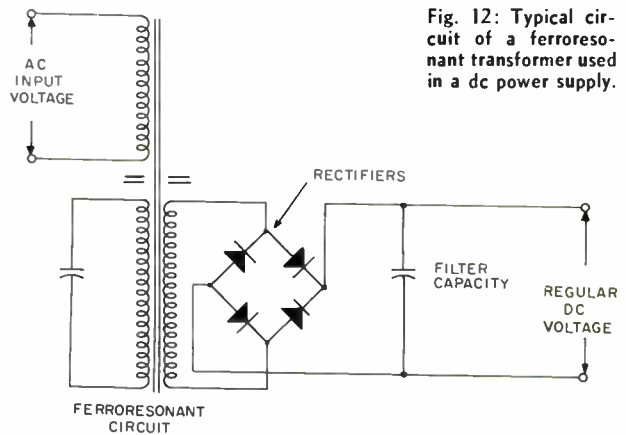 Fig. 12: Typical cir-
cuit of a ferroreso-
nant transformer used
in a dc power supply.
AC
INPUT
VOLTAGE
RECTIFIERS
FILTER
CAPACITY
REGULAR
DC
VOLTAGE
FERRORESONANT
CIRCUIT